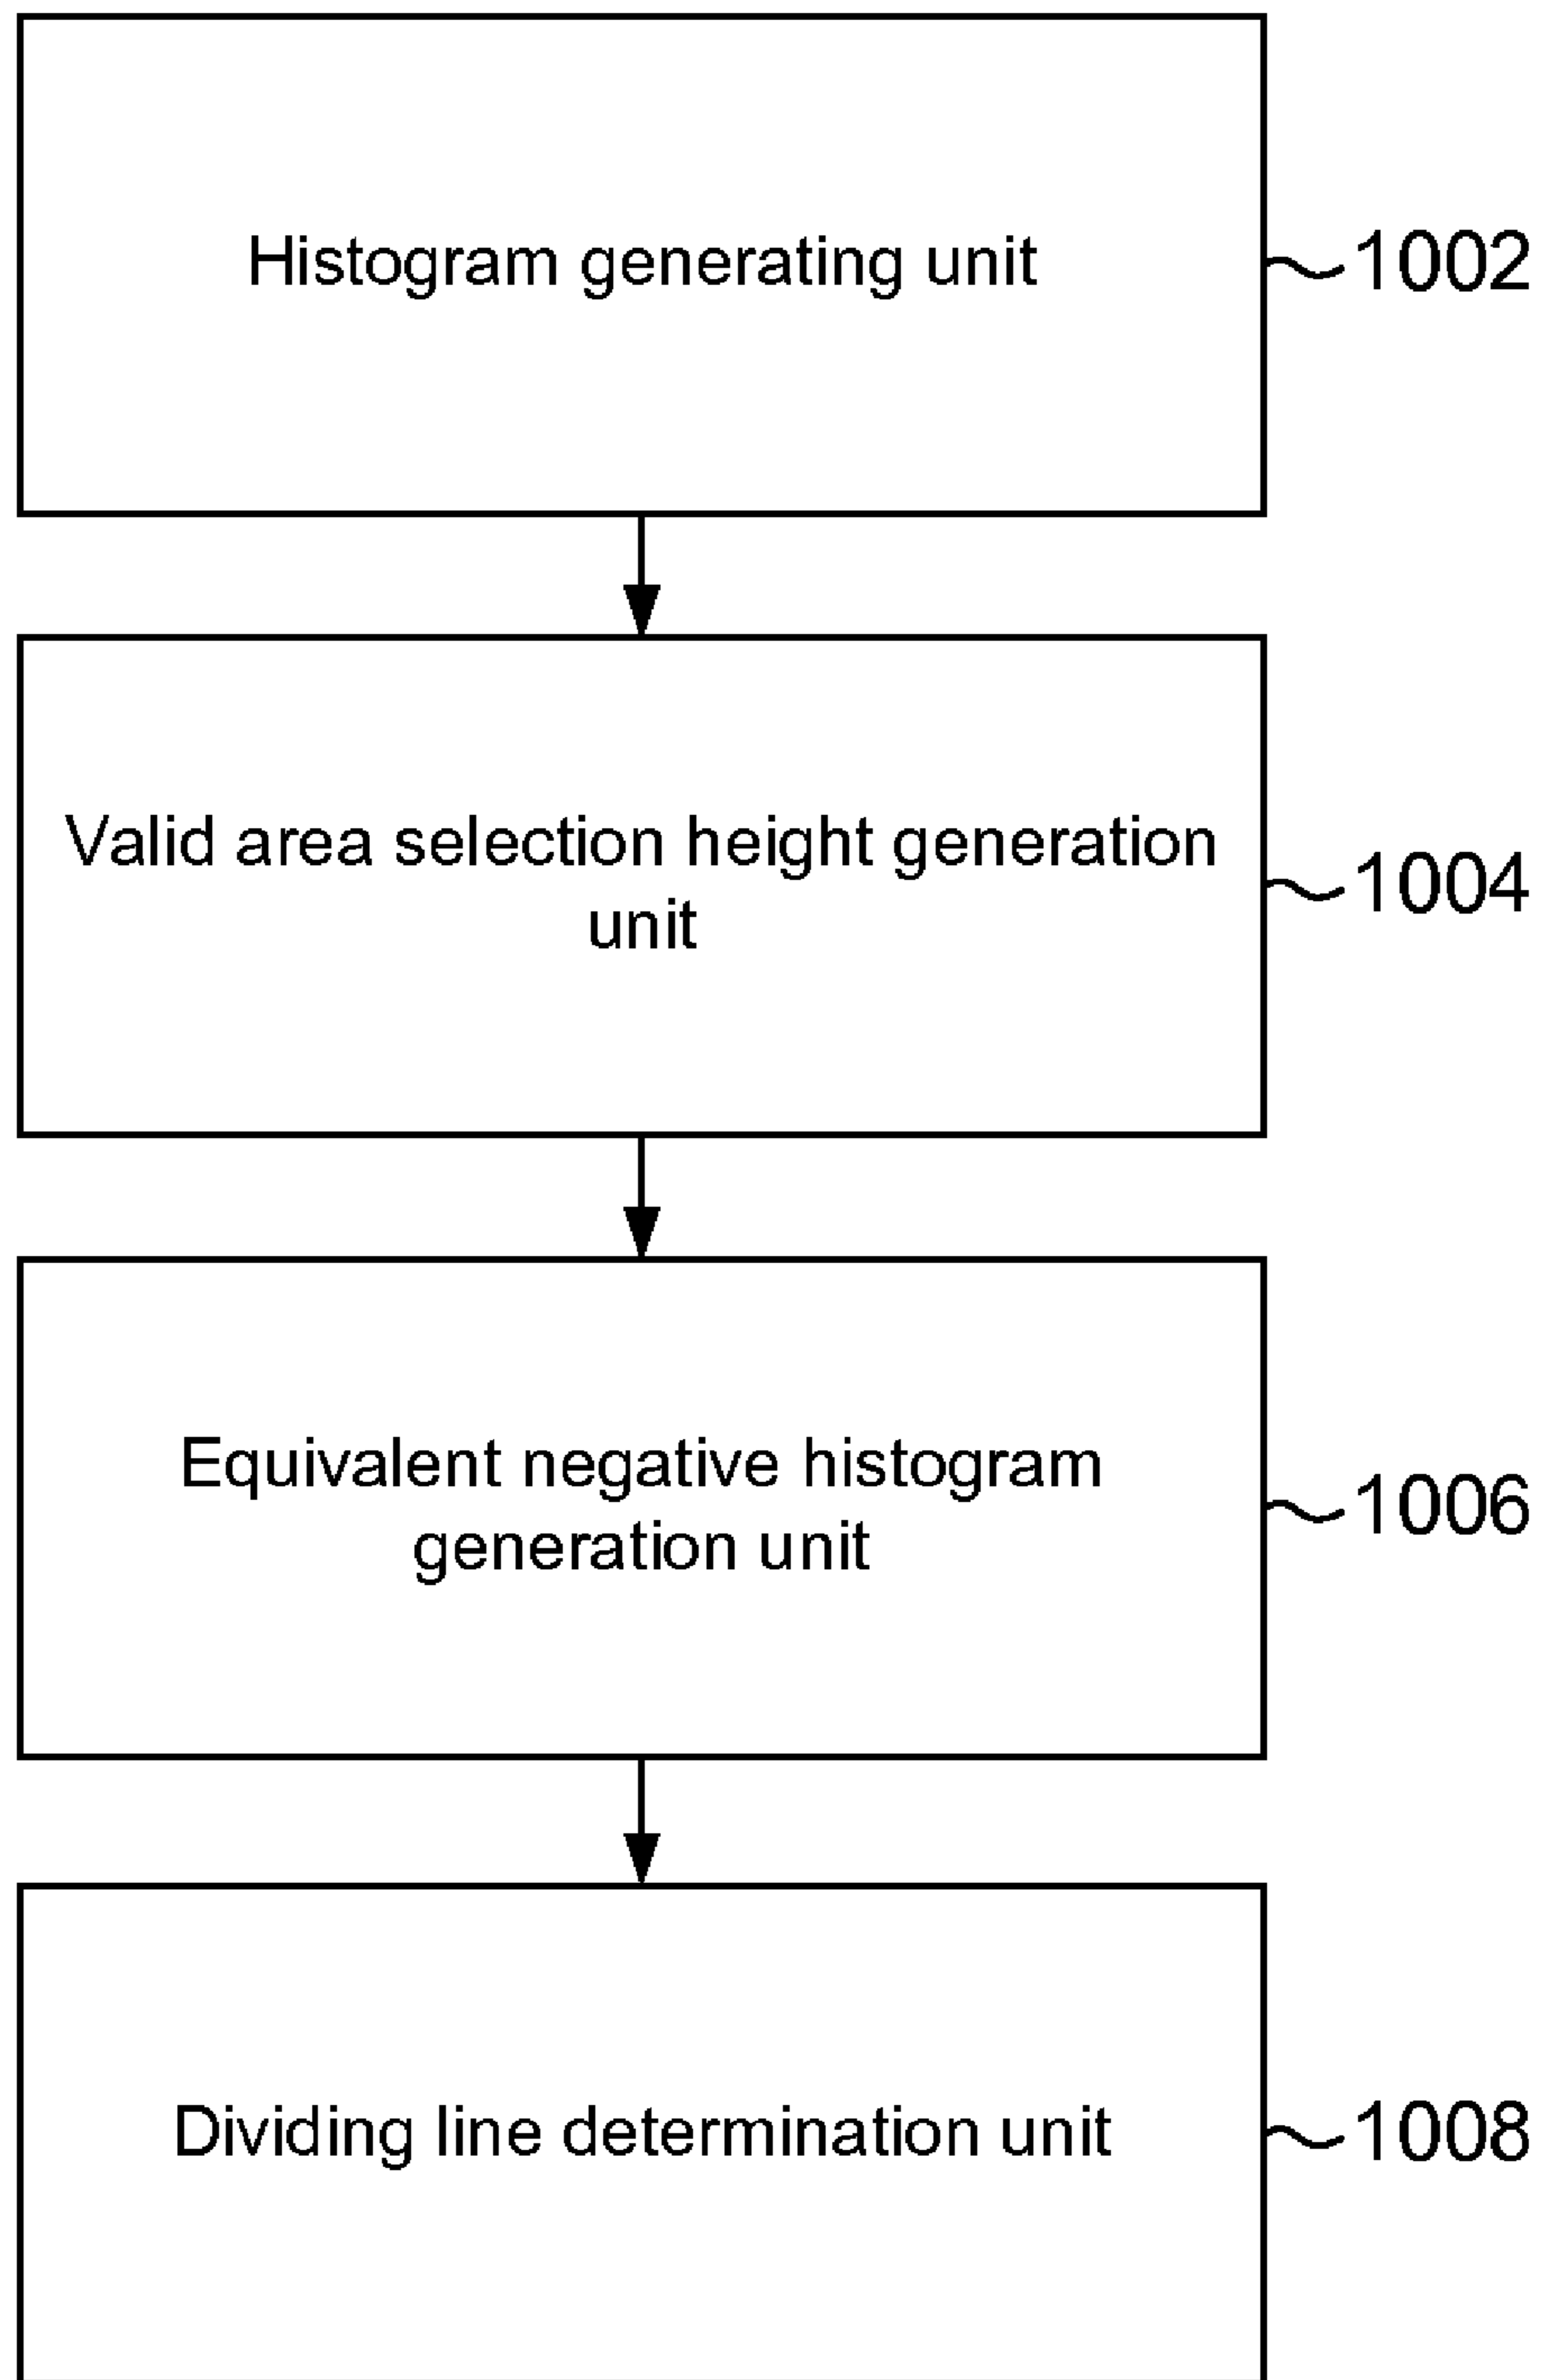 Histogram generating unit
1002
Valid area selection height generation
unit
1004
Equivalent negative histogram
generation unit
1006
Dividing line determination unit
1008